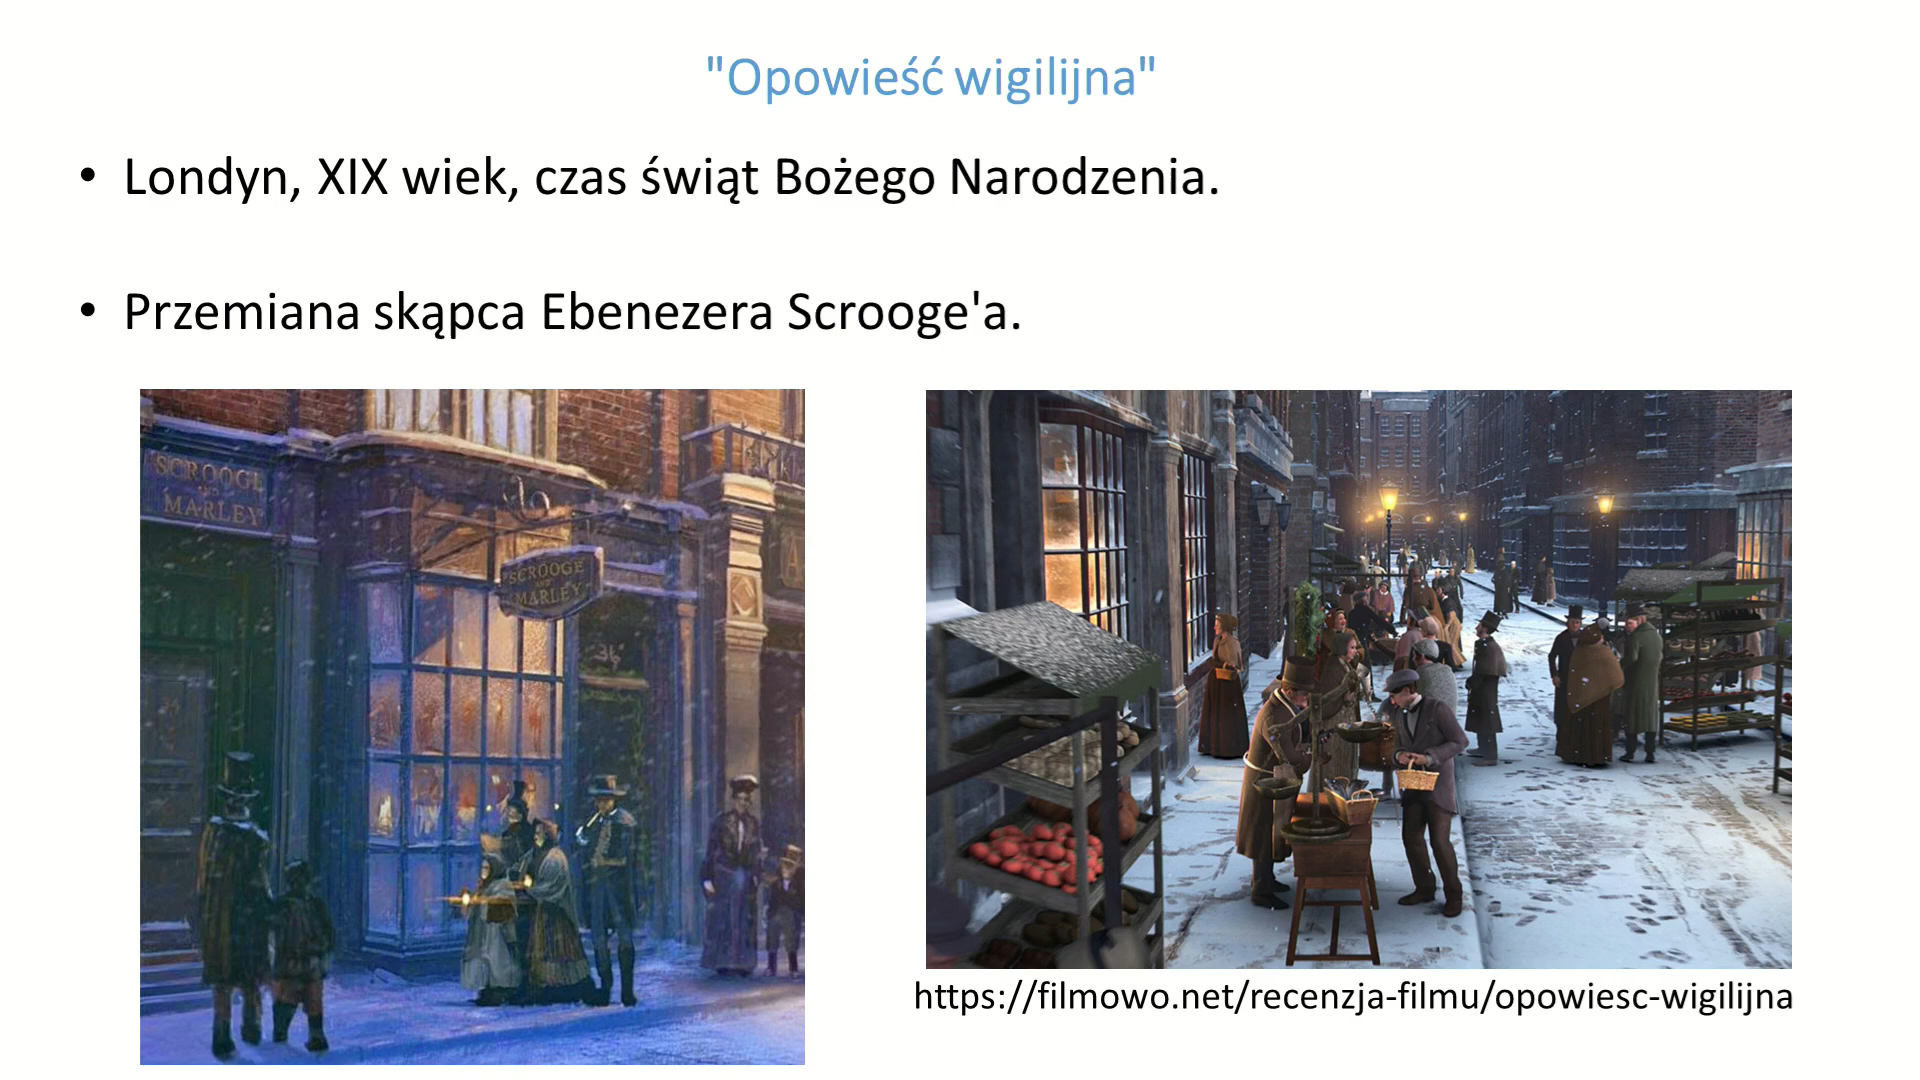 "Opowieść wigilijna"
• Londyn, XIX wiek, czas świąt Bożego Narodzenia.
• Przemiana skąpca Ebenezera Scrooge'a.
SCROOGE
AND
MARLEY
SCROOGE
AND
MARLEY
https://filmowo.net/recenzja-filmu/opowiesc-wigilijna